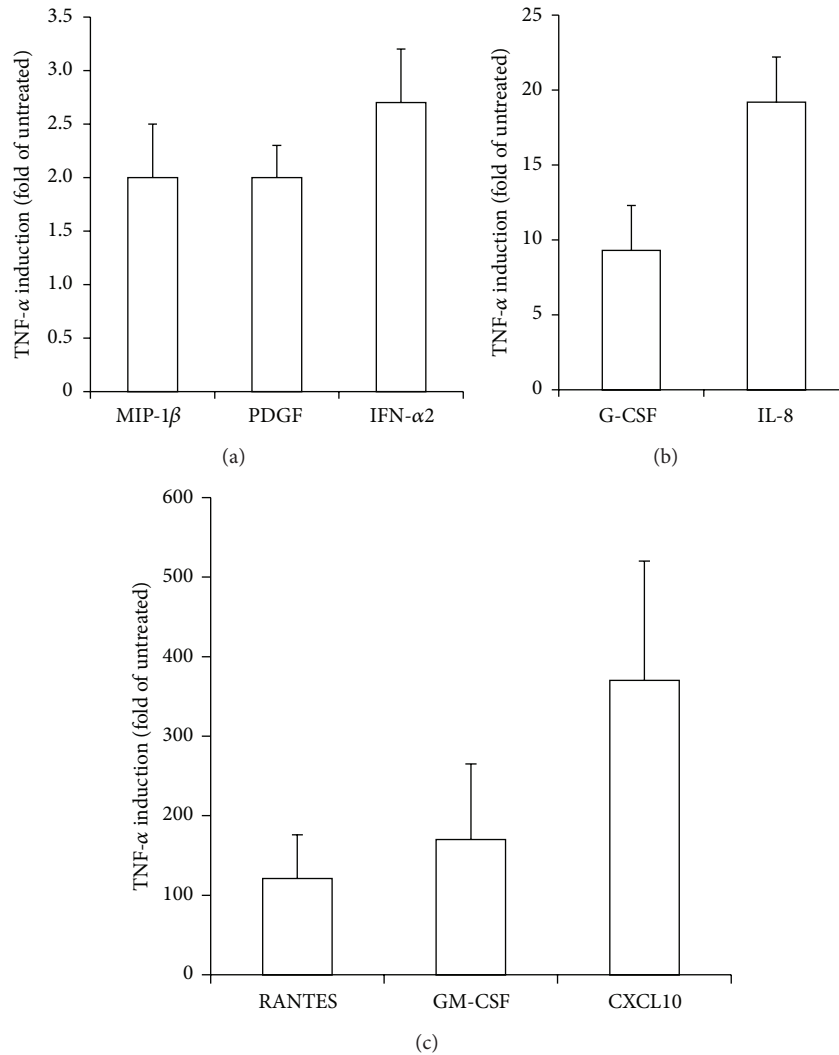 TNF-α induction (fold of untreated)
3.5
3.0
2.5
2.0
1.5
1.0
0.5
0
MIP-1β PDGF IFN-α2
(a)
TNF-α induction (fold of untreated)
25
20
15
10
5
0
G-CSF IL-8
(b)
TNF-α induction (fold of untreated)
600
500
400
300
200
100
0
RANTES GM-CSF CXCL10
(c)